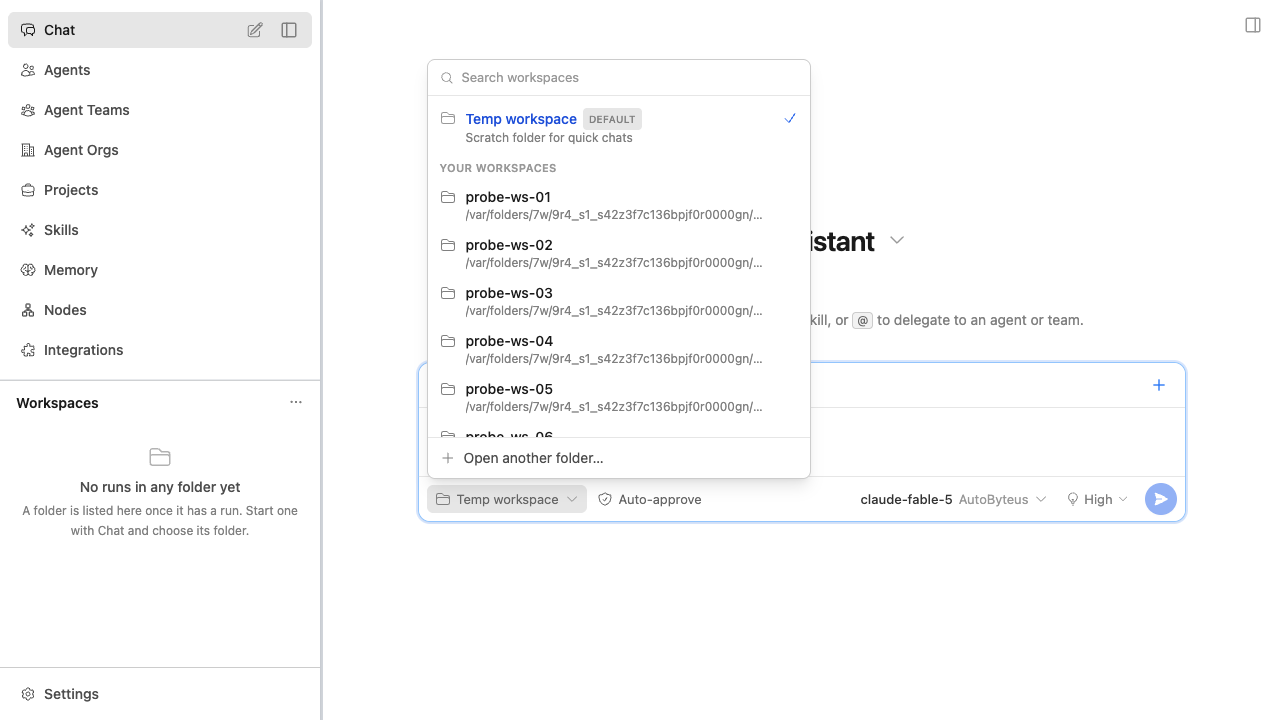 Chat
Agents
Agent Teams
Agent Orgs
Projects
Skills
Memory
Nodes
Integrations
Workspaces
No runs in any folder yet
A folder is listed here once it has a run. Start one
with Chat and choose its folder.
Settings
Search workspaces
Temp workspace DEFAULT
Scratch folder for quick chats
YOUR WORKSPACES
probe-ws-01
/var/folders/7w/9r4_s1_s42z3f7c136bpjf0r0000gn/...
probe-ws-02
/var/folders/7w/9r4_s1_s42z3f7c136bpjf0r0000gn/...
probe-ws-03
/var/folders/7w/9r4_s1_s42z3f7c136bpjf0r0000gn/...
probe-ws-04
/var/folders/7w/9r4_s1_s42z3f7c136bpjf0r0000gn/...
probe-ws-05
/var/folders/7w/9r4_s1_s42z3f7c136bpjf0r0000gn/...
probe-ws-06
Open another folder...
istant
kill, or @ to delegate to an agent or team.
Temp workspace Auto-approve claude-fable-5 AutoByteus High